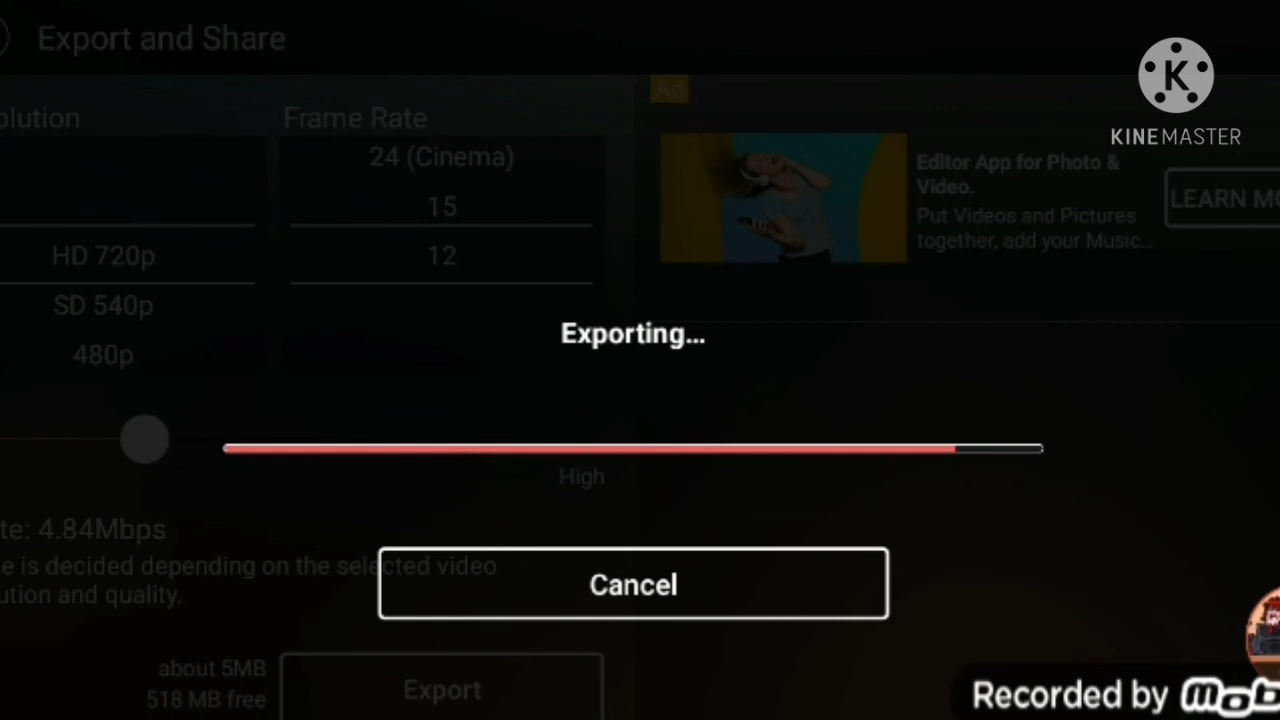 Export and Share
K
KINEMASTER
olution
Frame Rate
Ad
24 (Cinema)
15
HD 720p
12
SD 540p
480p
Editor App for Photo &
Video.
Put Videos and Pictures
together, add your Music...
LEARN MO
Exporting...
High
te: 4.84Mbps
e is decided depending on the selected video
ution and quality.
Cancel
about 5MB
518 MB free
Export
Recorded by Mob